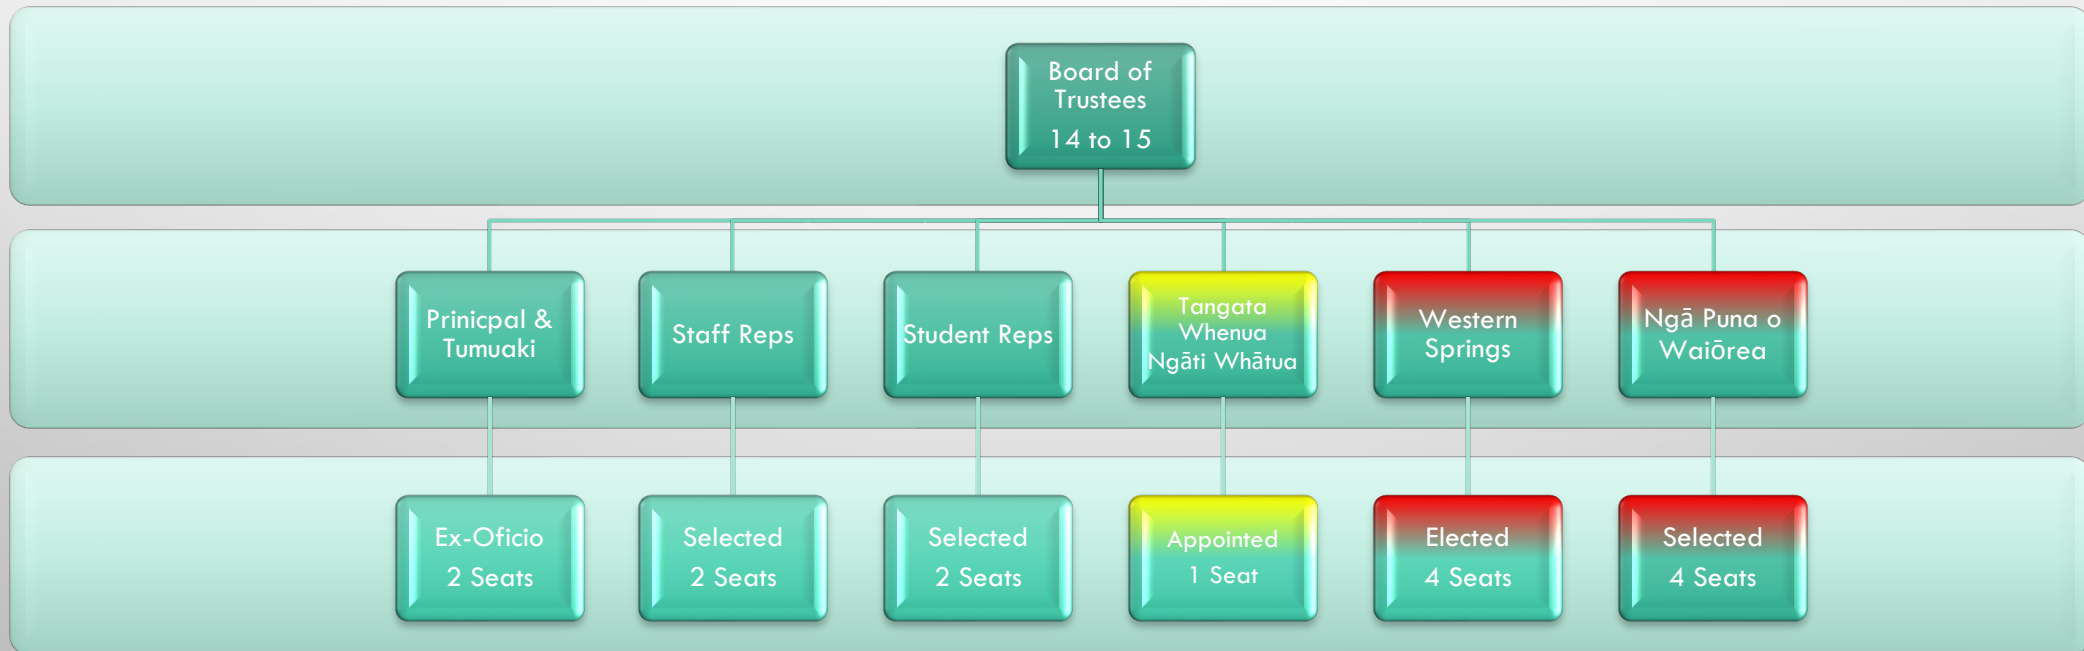 Board of
Trustees
14 to 15
Prinicpal &
Tumuaki
Staff Reps
Student Reps
Tangata
Whenua
Ngāti Whātua
Western
Springs
Ngā Puna o
Waiōrea
Ex-Oficio
2 Seats
Selected
2 Seats
Selected
2 Seats
Appointed
1 Seat
Elected
4 Seats
Selected
4 Seats